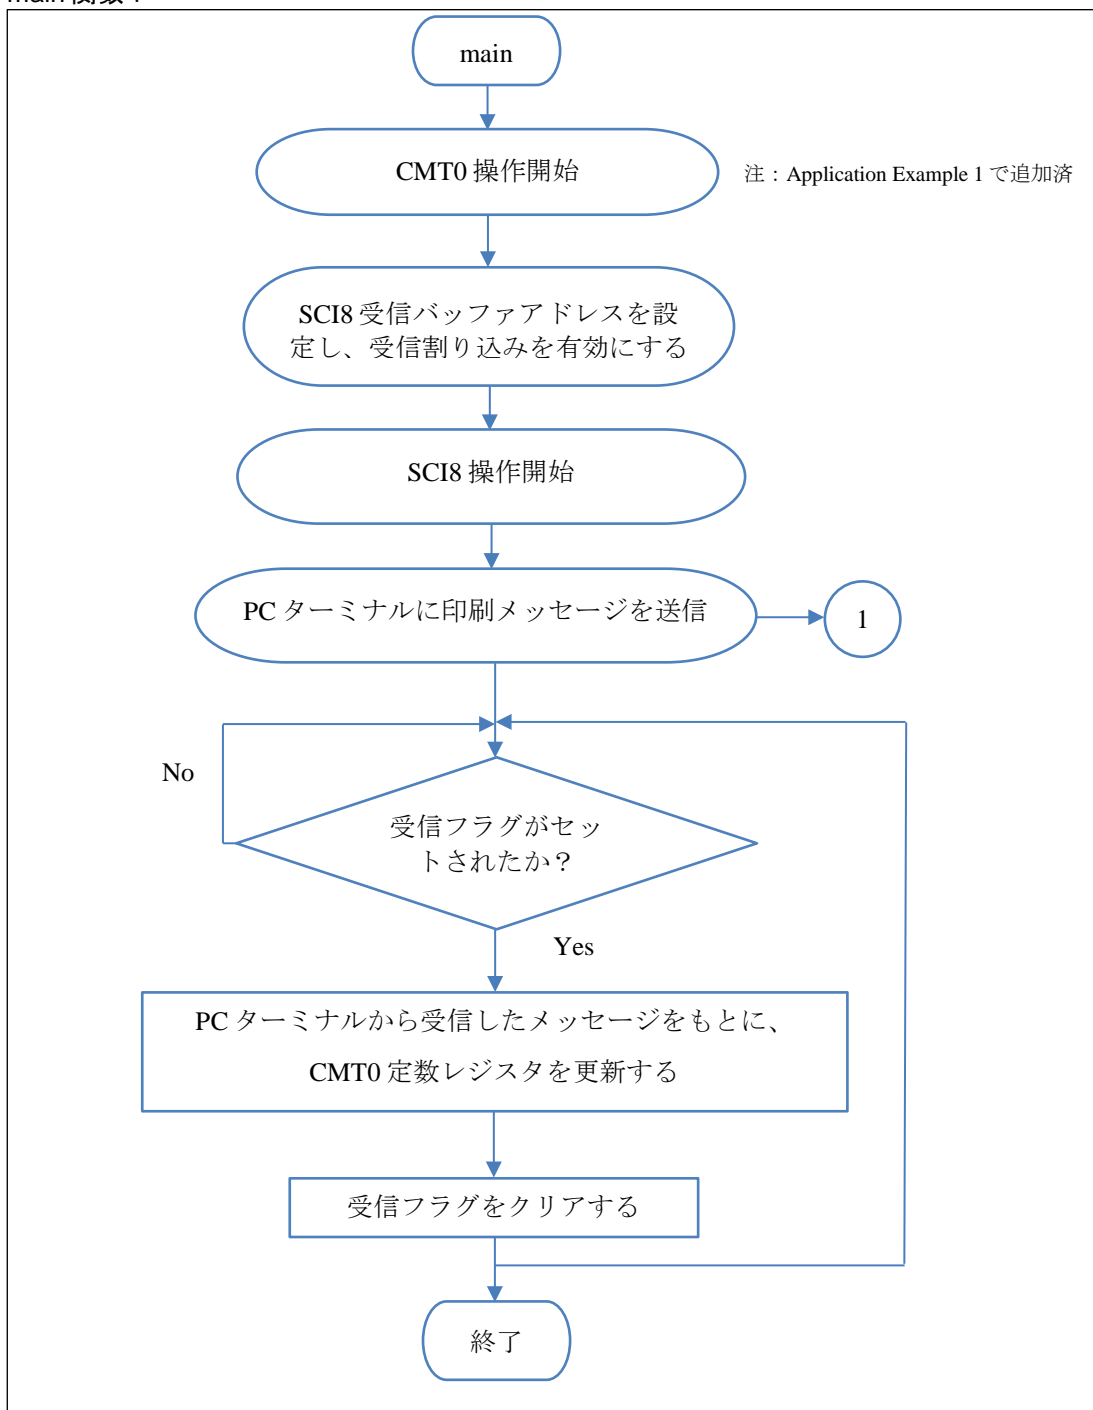 main
CMT0 操作開始
注：Application Example 1 で追加済
SCI8 受信バッファアドレスを設
定し、受信割り込みを有効にする
SCI8 操作開始
PC ターミナルに印刷メッセージを送信
1
No
受信フラグがセッ
トされたか？
Yes
PC ターミナルから受信したメッセージをもとに、
CMT0 定数レジスタを更新する
受信フラグをクリアする
終了